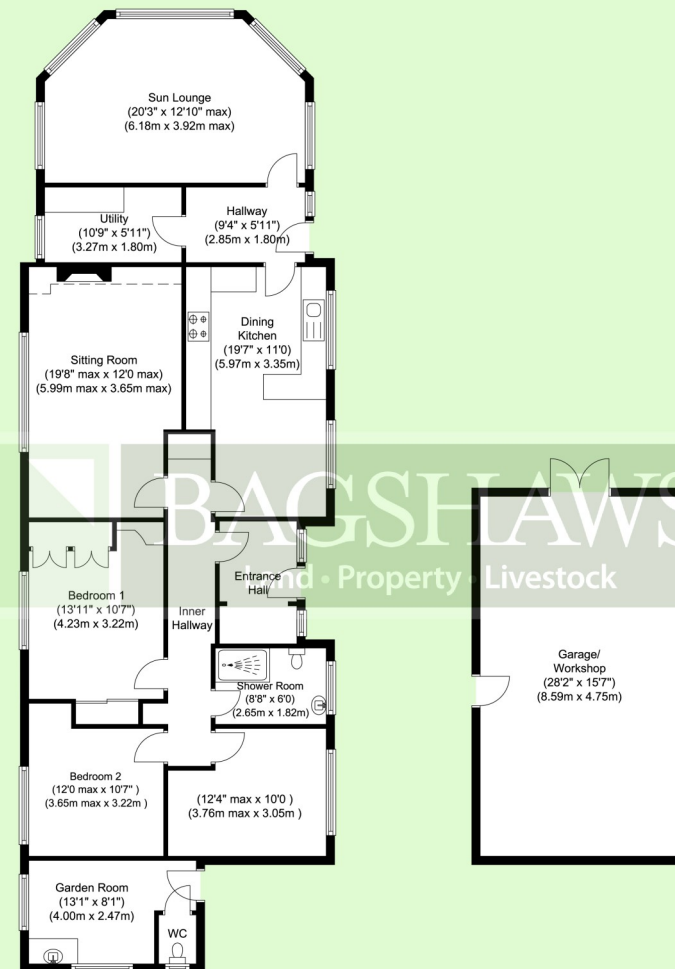 Sun Lounge
(20'3" x 12'10" max)
(6.18m x 3.92m max)
Utility
(10'9" x 5'11")
(3.27m x 1.80m)
Hallway
(9'4" x 5'11")
(2.85m x 1.80m)
Dining
Kitchen
(19'7" x 11'0)
(5.97m x 3.35m)
Sitting Room
(19'8" max x 12'0 max)
(5.99m max x 3.65m max)
BAGSHAWS
Land · Property · Livestock
Bedroom 1
(13'11" x 10'7")
(4.23m x 3.22m)
Inner
Hallway
Entrance
Hall
Shower Room
(8'8" x 6'0)
(2.65m x 1.82m)
Garage/
Workshop
(28'2" x 15'7")
(8.59m x 4.75m)
Bedroom 2
(12'0 max x 10'7" )
(3.65m max x 3.22m )
(12'4" max x 10'0 )
(3.76m max x 3.05m )
Garden Room
(13'1" x 8'1")
(4.00m x 2.47m)
WC